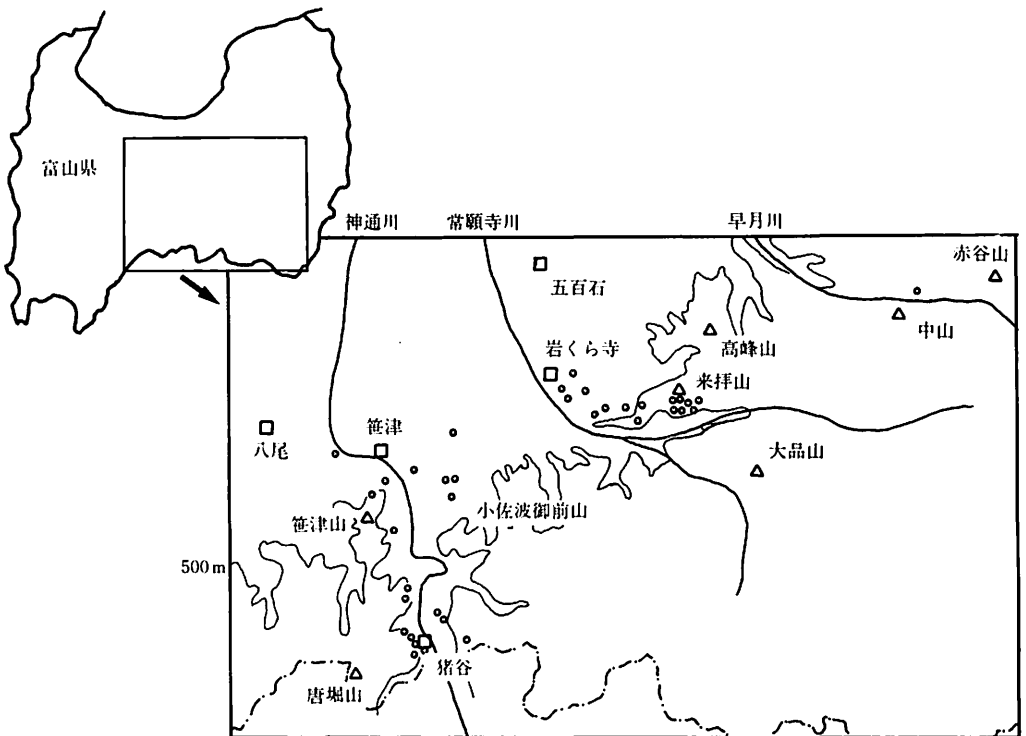 富山県
神通川
常願寺川
早月川
赤谷山
五百石
中山
高峰山
岩くら寺
来拝山
笹津
八尾
大品山
小佐波御前山
笹津山
500m
猪谷
唐堀山